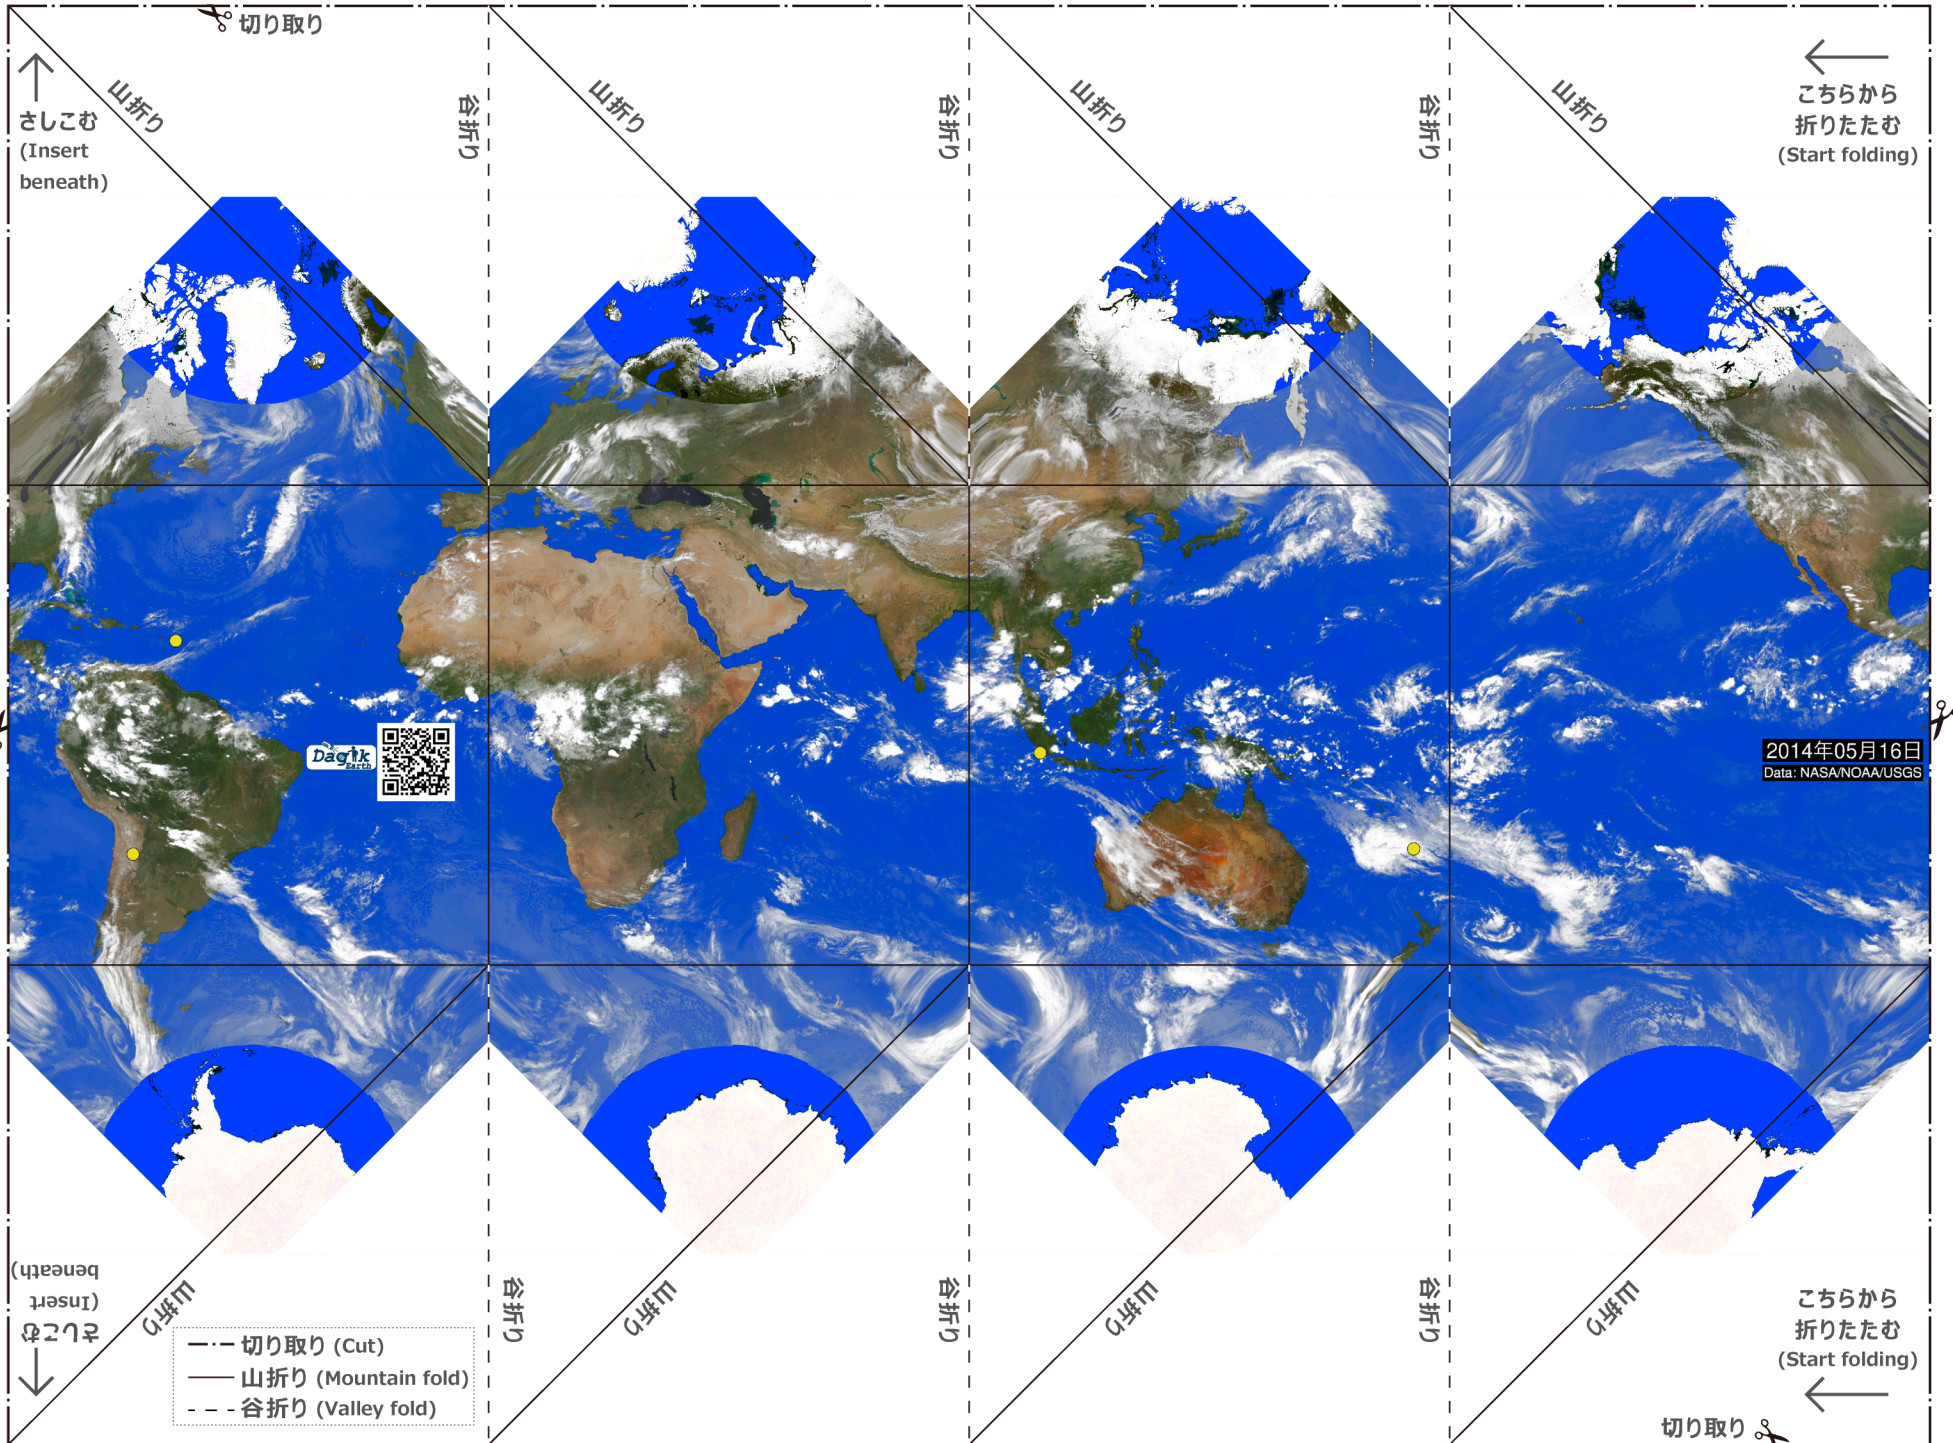 切り取り
山折り
山折り
山折り
山折り
谷折り
谷折り
谷折り
さしこむ
(Insert
beneath)
こちらから
折りたたむ
(Start folding)
Dagik
Earth
2014年05月16日
Data: NASA/NOAA/USGS
さしこむ
(Insert
beneath)
山折り
山折り
山折り
山折り
谷折り
谷折り
谷折り
切り取り (Cut)
山折り (Mountain fold)
谷折り (Valley fold)
こちらから
折りたたむ
(Start folding)
切り取り